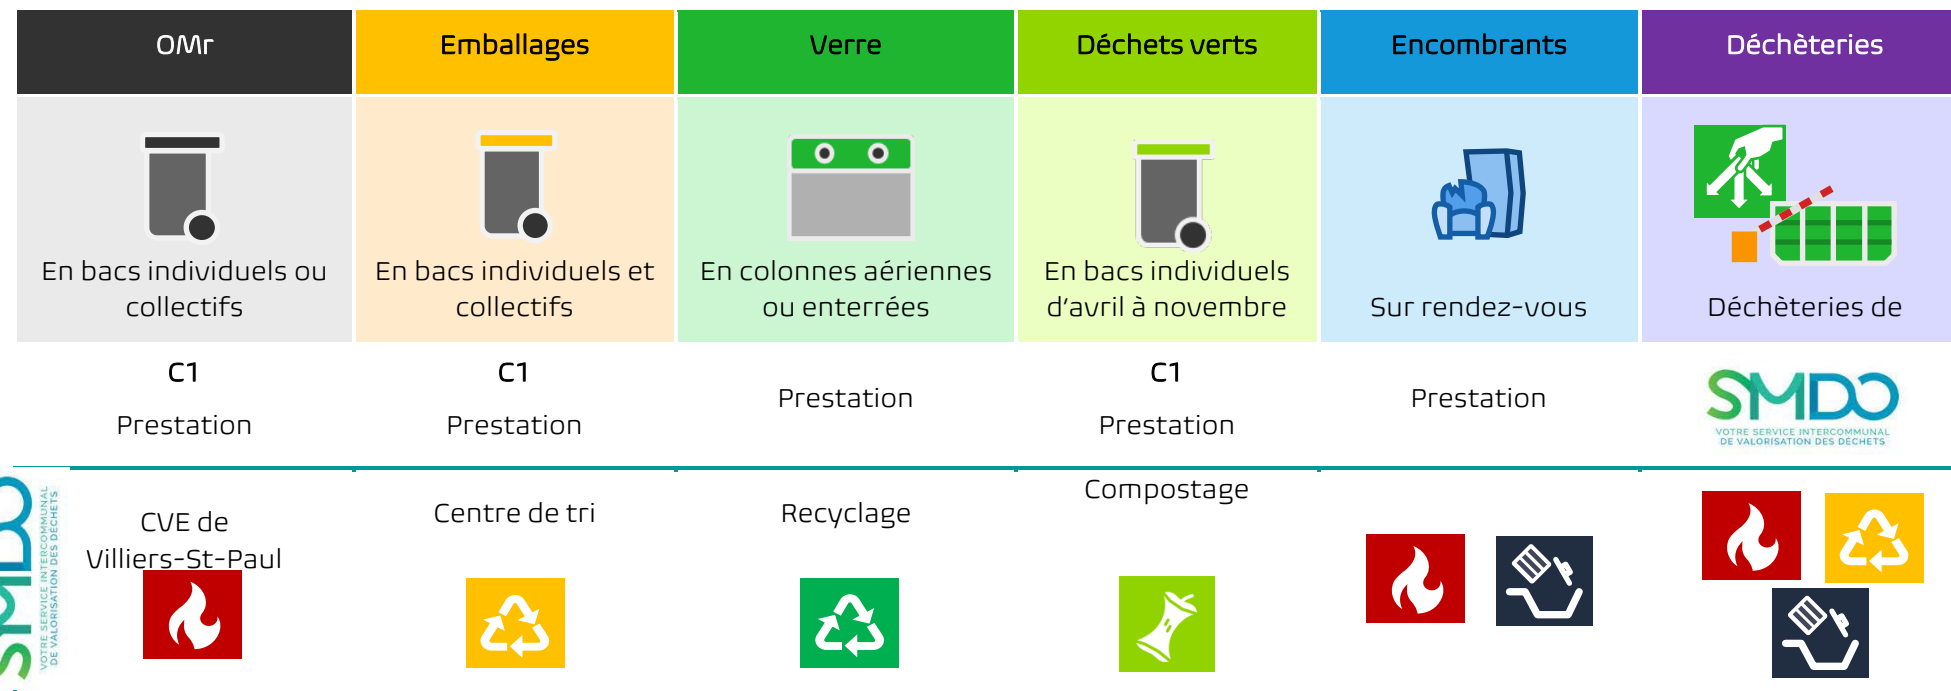 OMr
Emballages
Verre
Déchets verts
Encombrants
Déchèteries
En bacs individuels ou
collectifs
En bacs individuels et
collectifs
En colonnes aériennes
ou enterrées
En bacs individuels
d'avril à novembre
Sur rendez-vous
Déchèteries de
C1
Prestation
C1
Prestation
Prestation
C1
Prestation
Prestation
SMDO
VOTRE SERVICE INTERCOMMUNAL
DE VALORISATION DES DÉCHETS
SMDO
VOTRE SERVICE INTERCOMMUNAL
DE VALORISATION DES DÉCHETS
CVE de
Villiers-St-Paul
Centre de tri
Recyclage
Compostage